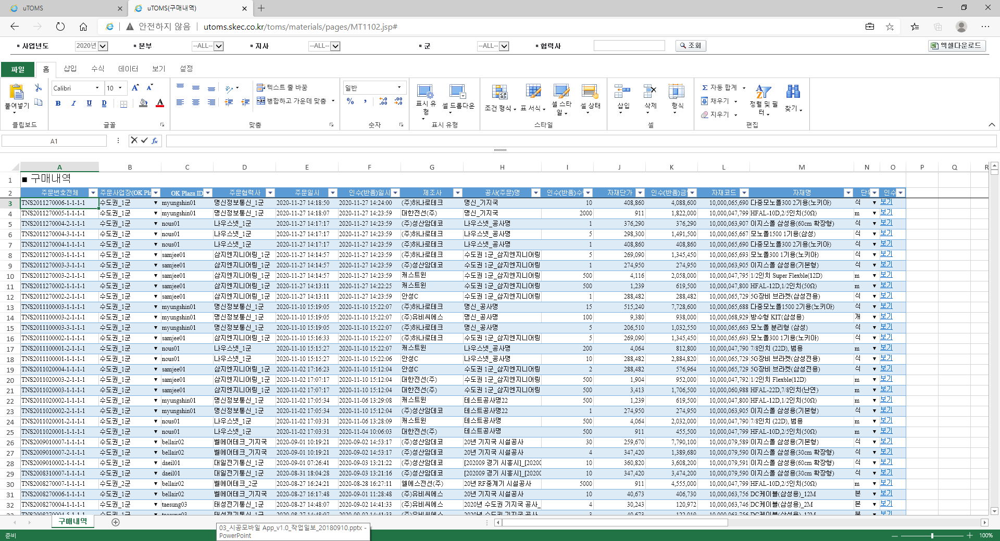 uTOMS
uTOMS(구매내역)
안전하지 않음
utoms.skec.co.kr/toms/materials/pages/MT1102.jsp#
사업년도 2020년 본부 --ALL-- 지사 --ALL-- 군 --ALL-- 협력사 조회 엑셀다운로드
파일 홈 삽입 수식 데이터 보기 설정
붙여넣기 클립보드
Calibri 10 글꼴
텍스트 줄 바꿈
병합하고 가운데 맞춤
맞춤
일반 숫자
표시 유형 셀 드롭다운 표시 유형
조건 형식 표 서식 셀 스타일 셀 상태 스타일
삽입 삭제 형식 셀
자동 합계 채우기 지우기 정렬 및 필터 찾기 편집
A1
A B C D E F G H I J K L M N O P Q R
1 ■ 구매내역
2 주문번호전체 주문사업장(OK Pla OK Plaza ID 주문협력사 주문일시 인수(반품)일시 제조사 공사(주문)명 인수(반품)수 자재단가 인수(반품)금 자재코드 자재명 단 인수
3 TNS2011270006-1-1-1-1 수도권_1군 myungshin01 명신정보통신_1군 2020-11-27 14:18:50 2020-11-27 14:24:00 (주)하나로테크 명신_기지국 10 408,860 4,088,600 10,000,065,690 다중모노폴300 2기용(노키아) 식 보기
4 TNS2011270005-1-1-1-1 수도권_1군 myungshin01 명신정보통신_1군 2020-11-27 14:18:07 2020-11-27 14:23:59 대한전선(주) 명신_기지국 2000 911 1,822,000 10,000,047,799 HFAL-10D,2/5인치(50Ω) m 보기
5 TNS2011270004-2-1-1-1 수도권_1군 nous01 나우스넷_1군 2020-11-27 14:17:17 2020-11-27 14:23:59 (주)성산암데코 나우스넷_공사명 1 376,290 376,290 10,000,063,907 이지스폴 삼성용(60cm 확장형) 식 보기
6 TNS2011270004-3-1-1-1 수도권_1군 nous01 나우스넷_1군 2020-11-27 14:17:17 2020-11-27 14:23:59 (주)하나로테크 나우스넷_공사명 5 298,300 1,491,500 10,000,065,667 모노폴1500 1기용(삼성) 식 보기
7 TNS2011270004-1-1-1-1 수도권_1군 nous01 나우스넷_1군 2020-11-27 14:17:17 2020-11-27 14:23:59 (주)하나로테크 나우스넷_공사명 1 408,860 408,860 10,000,065,690 다중모노폴300 2기용(노키아) 식 보기
8 TNS2011270003-1-1-1-1 수도권_1군 samjee01 삼지엔지니어링_1군 2020-11-27 14:14:57 2020-11-27 14:23:59 (주)하나로테크 수도권 1군_삼지엔지니어링 5 269,090 1,345,450 10,000,065,693 모노폴300 1기용(노키아) 식 보기
9 TNS2011270003-3-1-1-1 수도권_1군 samjee01 삼지엔지니어링_1군 2020-11-27 14:14:57 2020-11-27 14:23:59 (주)성산암데코 수도권 1군_삼지엔지니어링 1 274,950 274,950 10,000,063,905 이지스폴 삼성용(기본형) 식 보기
10 TNS2011270003-2-1-1-1 수도권_1군 samjee01 삼지엔지니어링_1군 2020-11-27 14:14:57 2020-11-27 14:23:59 캐스트윈 수도권 1군_삼지엔지니어링 500 4,116 2,058,000 10,000,047,795 1/2인치 Super Flexble(12D) m 보기
11 TNS2011270002-1-1-1-1 수도권_1군 samjee01 삼지엔지니어링_1군 2020-11-27 14:13:11 2020-11-27 14:22:25 캐스트윈 수도권 1군_삼지엔지니어링 500 1,239 619,500 10,000,047,800 HFAL-12D,1/2인치(50Ω) m 보기
12 TNS2011270002-2-1-1-1 수도권_1군 samjee01 삼지엔지니어링_1군 2020-11-27 14:13:11 2020-11-27 14:23:59 안성C 수도권 1군_삼지엔지니어링 1 288,482 288,482 10,000,065,729 5G장비 브라켓(삼성전용) 식 보기
13 TNS2011100003-1-1-1-1 수도권_1군 myungshin01 명신정보통신_1군 2020-11-10 15:19:05 2020-11-10 15:22:07 (주)하나로테크 명신_공사명 15 515,240 7,728,600 10,000,065,688 다중모노폴1500 2기용(노키아) 식 보기
14 TNS2011100003-2-1-1-1 수도권_1군 myungshin01 명신정보통신_1군 2020-11-10 15:19:05 2020-11-10 15:22:07 (주)유비씨에스 명신_공사명 100 9,380 938,000 10,000,068,929 방수형 KIT(삼성용) 개 보기
15 TNS2011100003-3-1-1-1 수도권_1군 myungshin01 명신정보통신_1군 2020-11-10 15:19:05 2020-11-10 15:22:07 (주)하나로테크 명신_공사명 5 206,510 1,032,550 10,000,065,663 모노폴 분리형 (삼성) 식 보기
16 TNS2011100002-1-1-1-1 수도권_1군 samjee01 삼지엔지니어링_1군 2020-11-10 15:16:33 2020-11-10 15:22:07 (주)하나로테크 수도권 1군_삼지엔지니어링 5 269,090 1,345,450 10,000,065,693 모노폴300 1기용(노키아) 식 보기
17 TNS2011100001-2-1-1-1 수도권_1군 nous01 나우스넷_1군 2020-11-10 15:15:27 2020-11-10 15:22:07 캐스트윈 나우스넷_공사명 200 4,064 812,800 10,000,047,790 7/8인치 (22D), 범용 m 보기
18 TNS2011100001-1-1-1-1 수도권_1군 nous01 나우스넷_1군 2020-11-10 15:15:27 2020-11-10 15:22:06 안성C 나우스넷_공사명 10 288,482 2,884,820 10,000,065,729 5G장비 브라켓(삼성전용) 식 보기
19 TNS2011020004-1-1-1-1 수도권_1군 samjee01 삼지엔지니어링_1군 2020-11-02 17:16:23 2020-11-10 15:12:04 안성C 수도권 1군_삼지엔지니어링 2 288,482 576,964 10,000,065,729 5G장비 브라켓(삼성전용) 식 보기
20 TNS2011020003-2-1-1-1 수도권_1군 samjee01 삼지엔지니어링_1군 2020-11-02 17:07:17 2020-11-10 15:12:04 대한전선(주) 수도권 1군_삼지엔지니어링 500 1,904 952,000 10,000,047,792 1/2인치 Flexble(12D) m 보기
21 TNS2011020003-1-1-1-1 수도권_1군 samjee01 삼지엔지니어링_1군 2020-11-02 17:07:17 2020-11-10 15:12:04 대한전선(주) 수도권 1군_삼지엔지니어링 500 3,413 1,706,500 10,000,060,988 HFAL-22D,7/8인치(난연) m 보기
22 TNS2011020002-1-1-1-1 수도권_1군 myungshin01 명신정보통신_1군 2020-11-02 17:05:34 2020-11-06 13:29:08 캐스트윈 테스트공사명22 500 1,239 619,500 10,000,047,800 HFAL-12D,1/2인치(50Ω) m 보기
23 TNS2011020002-2-1-1-1 수도권_1군 myungshin01 명신정보통신_1군 2020-11-02 17:05:34 2020-11-10 15:12:04 (주)성산암데코 테스트공사명22 1 274,950 274,950 10,000,063,905 이지스폴 삼성용(기본형) 식 보기
24 TNS2011020001-2-1-1-1 수도권_1군 nous01 나우스넷_1군 2020-11-02 17:03:31 2020-11-06 13:28:09 캐스트윈 테스트공사명 500 4,064 2,032,000 10,000,047,790 7/8인치 (22D), 범용 m 보기
25 TNS2011020001-1-1-1-1 수도권_1군 nous01 나우스넷_1군 2020-11-02 17:03:31 2020-11-04 10:06:03 대한전선(주) 테스트공사명 500 911 455,500 10,000,047,799 HFAL-10D,2/5인치(50Ω) m 보기
26 TNS2009010007-1-1-1-1 수도권_1군 bellair02 벨에어테크_기지국 2020-09-01 10:19:21 2020-09-02 14:53:17 (주)성산암데코 20년 기지국 시설공사 30 259,670 7,790,100 10,000,079,589 이지스폴 삼성용(기본형) 식 보기
27 TNS2009010007-2-1-1-1 수도권_1군 bellair02 벨에어테크_기지국 2020-09-01 10:19:21 2020-09-02 14:53:17 (주)성산암데코 20년 기지국 시설공사 4 347,420 1,389,680 10,000,079,590 이지스폴 삼성용(30cm 확장형) 식 보기
28 TNS2009010002-1-1-1-1 수도권_1군 daeil01 대일전기통신_1군 2020-09-01 07:26:41 2020-09-03 13:21:22 (주)성산암데코 [202009 경기 시흥시]_[20200 10 360,820 3,608,200 10,000,079,591 이지스폴 삼성용(60cm 확장형) 식 보기
29 TNS2008310007-1-1-1-1 수도권_1군 daeil01 대일전기통신_1군 2020-08-31 18:04:28 2020-09-03 13:21:16 (주)성산암데코 [202009 경기 시흥시]_[20200 10 347,420 3,474,200 10,000,079,590 이지스폴 삼성용(30cm 확장형) 식 보기
30 TNS2008270007-1-1-1-1 수도권_2군 bellair02 벨에어테크_2군 2020-08-27 16:24:21 2020-08-28 16:27:11 엘에스전선(주) 20년 RF중계기 시설공사 5000 911 4,555,000 10,000,047,799 HFAL-10D,2/5인치(50Ω) m 보기
31 TNS2008270006-1-1-1-1 수도권_1군 bellair02 벨에어테크_기지국 2020-08-27 16:17:48 2020-09-01 11:28:48 (주)유비씨에스 20년 기지국 시설공사 10 40,673 406,730 10,000,063,756 DC케이블(삼성용)_12M 본 보기
32 TNS2008270004-1-1-1-1 수도권_1군 taesung03 태성전기통신_1군 2020-08-27 14:48:07 2020-09-02 14:41:33 (주)유비씨에스 2020년 수도권 기지국 공사_ 4 30,243 120,972 10,000,063,746 DC케이블(삼성용)_2M 본 보기
구매내역
03_시공모바일 App_v1.0_작업일보_20180910.pptx - PowerPoint
준비
100%